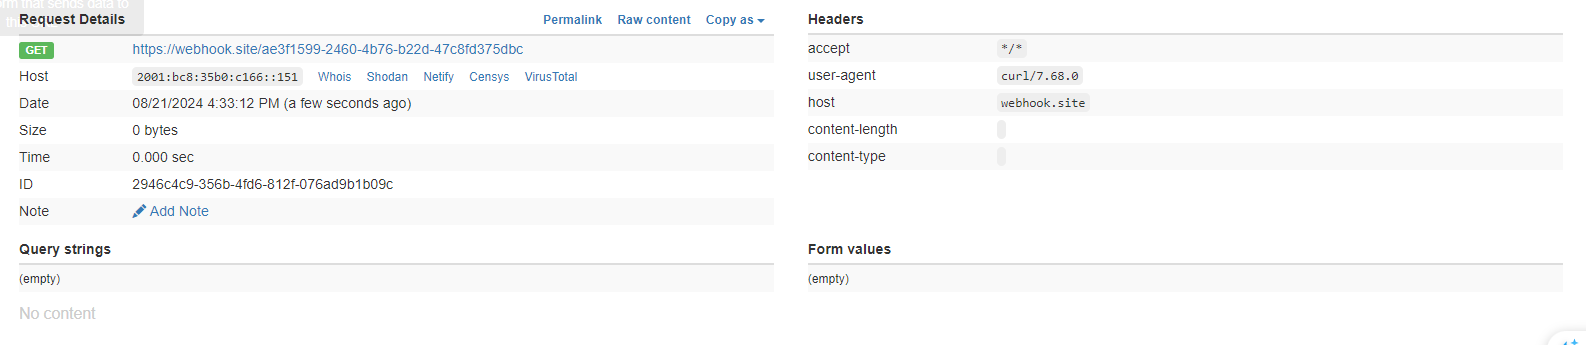 orm that sends data to
th
Request Details
Permalink Raw content Copy as
GET https://webhook.site/ae3f1599-2460-4b76-b22d-47c8fd375dbc
Host 2001:bc8:35b0:c166::151 Whois Shodan Netify Censys VirusTotal
Date 08/21/2024 4:33:12 PM (a few seconds ago)
Size 0 bytes
Time 0.000 sec
ID 2946c4c9-356b-4fd6-812f-076ad9b1b09c
Note Add Note
Query strings
(empty)
No content
Headers
accept */*
user-agent curl/7.68.0
host webhook.site
content-length
content-type
Form values
(empty)